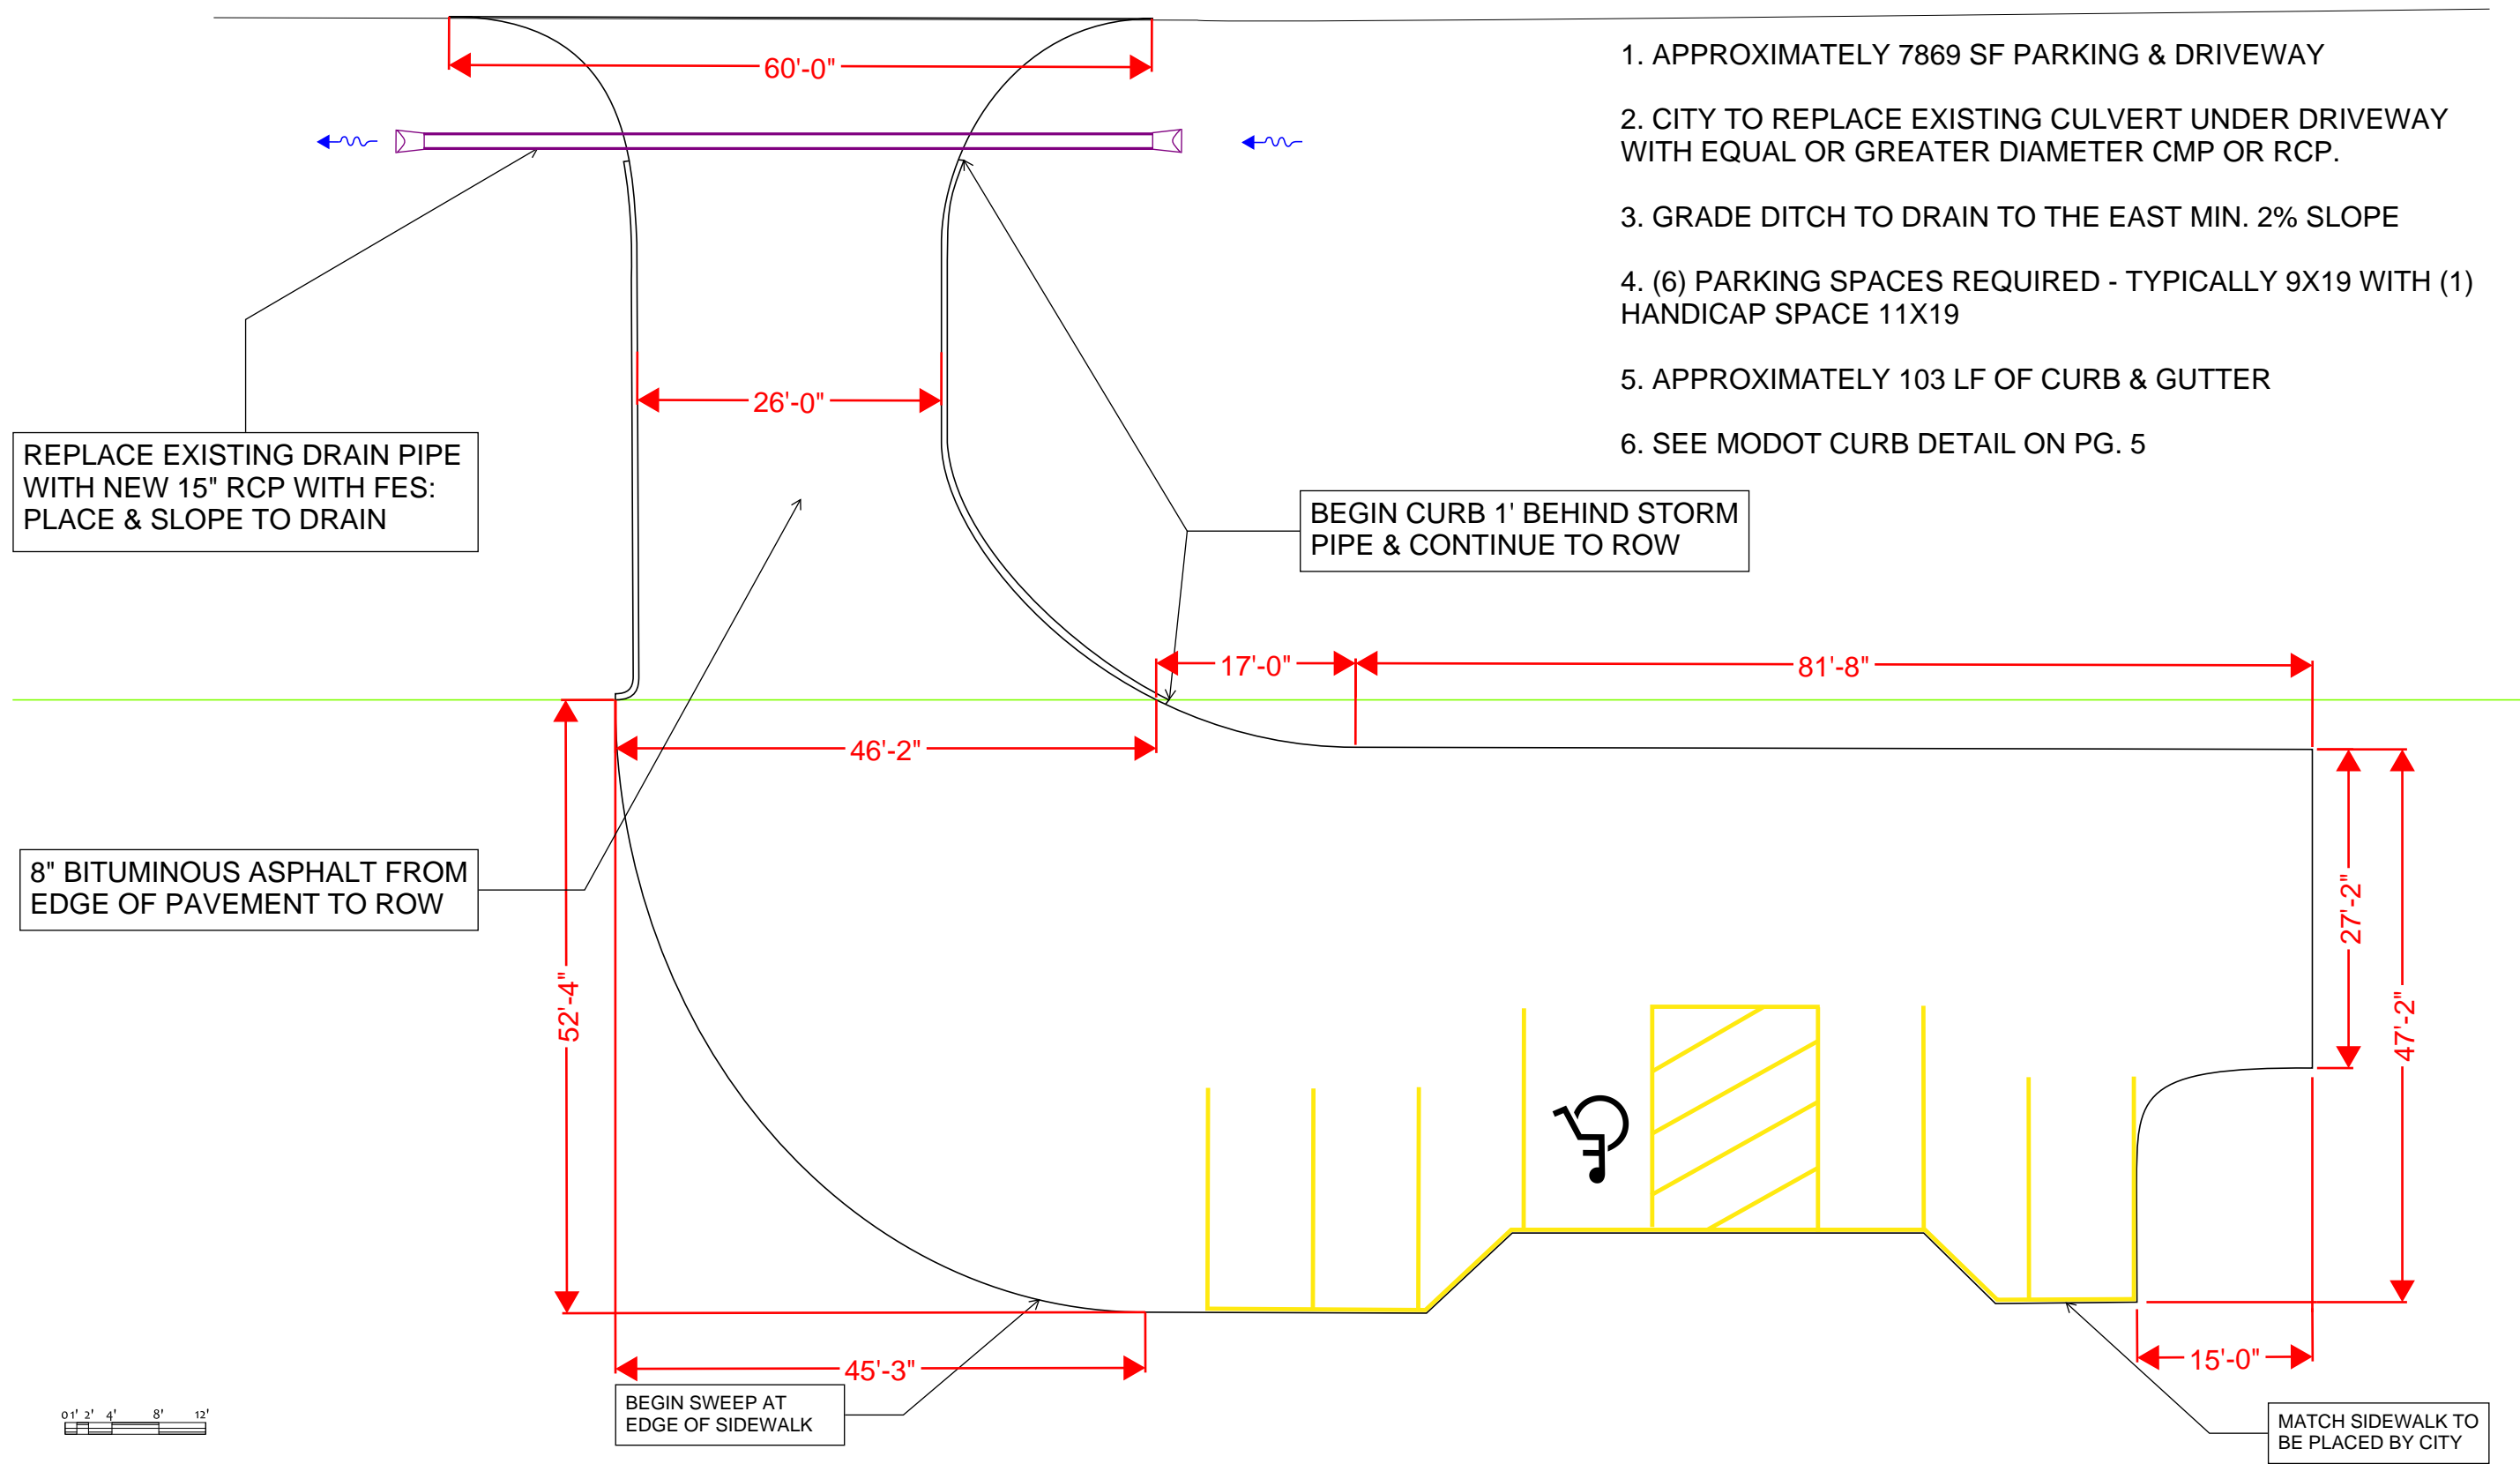 60'-0"
1. APPROXIMATELY 7869 SF PARKING & DRIVEWAY
2. CITY TO REPLACE EXISTING CULVERT UNDER DRIVEWAY
WITH EQUAL OR GREATER DIAMETER CMP OR RCP.
3. GRADE DITCH TO DRAIN TO THE EAST MIN. 2% SLOPE
4. (6) PARKING SPACES REQUIRED - TYPICALLY 9X19 WITH (1)
HANDICAP SPACE 11X19
5. APPROXIMATELY 103 LF OF CURB & GUTTER
6. SEE MODOT CURB DETAIL ON PG. 5
26'-0"
REPLACE EXISTING DRAIN PIPE
WITH NEW 15" RCP WITH FES:
PLACE & SLOPE TO DRAIN
BEGIN CURB 1' BEHIND STORM
PIPE & CONTINUE TO ROW
17'-0"
81'-8"
46'-2"
8" BITUMINOUS ASPHALT FROM
EDGE OF PAVEMENT TO ROW
27'-2"
52'-4"
47'-2"
45'-3"
15'-0"
BEGIN SWEEP AT
EDGE OF SIDEWALK
01' 2' 4' 8' 12'
MATCH SIDEWALK TO
BE PLACED BY CITY